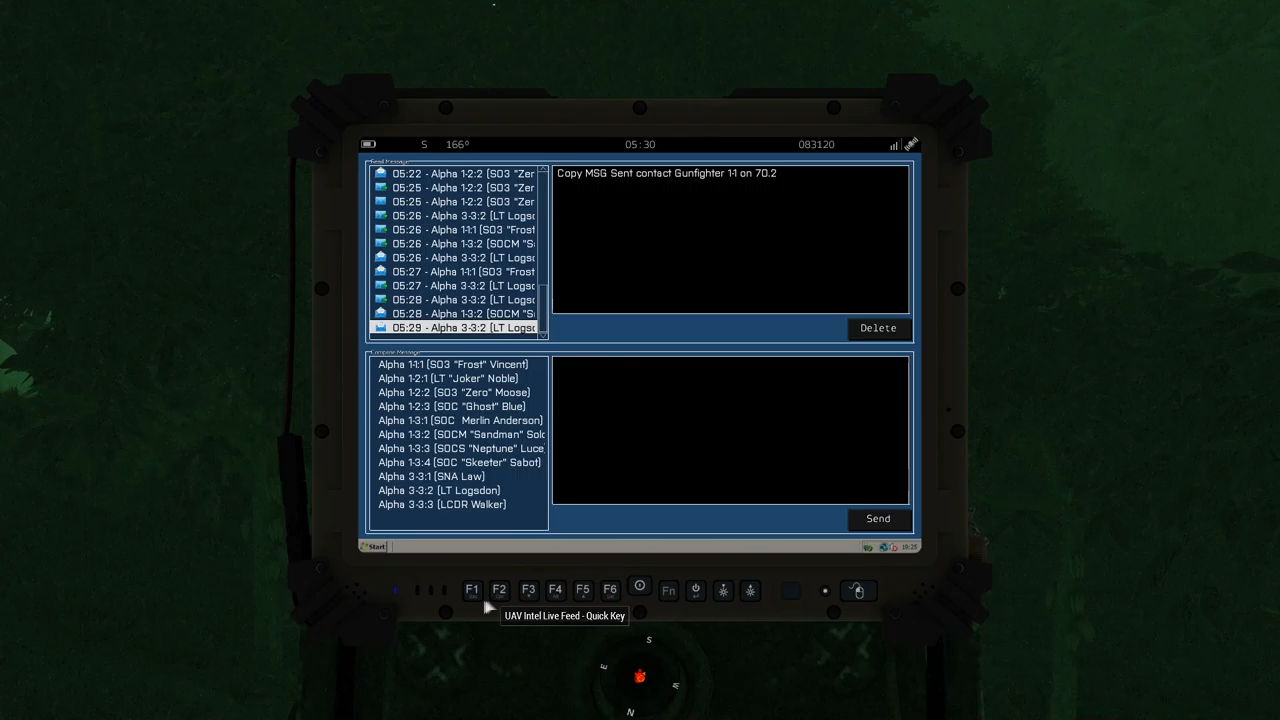 S 166º 05:30 083120
Read Message
05:22 - Alpha 1-2:2 (SO3 "Zer
05:25 - Alpha 1-2:2 (SO3 "Zer
05:25 - Alpha 1-2:2 (SO3 "Zer
05:26 - Alpha 3-3:2 (LT Logsd
05:26 - Alpha 1-1:1 (SO3 "Frost
05:26 - Alpha 1-3:2 (SOCM "S
05:26 - Alpha 3-3:2 (LT Logsd
05:27 - Alpha 1-1:1 (SO3 "Frost
05:27 - Alpha 3-3:2 (LT Logsd
05:28 - Alpha 3-3:2 (LT Logsd
05:28 - Alpha 1-3:2 (SOCM "S
05:29 - Alpha 3-3:2 (LT Logsd
Copy MSG Sent contact Gunfighter 1-1 on 70.2
Delete
Compose Message
Alpha 1-1:1 (SO3 "Frost" Vincent)
Alpha 1-2:1 (LT "Joker" Noble)
Alpha 1-2:2 (SO3 "Zero" Moose)
Alpha 1-2:3 (SOC "Ghost" Blue)
Alpha 1-3:1 (SOC  Merlin Anderson)
Alpha 1-3:2 (SOCM "Sandman" Solo
Alpha 1-3:3 (SOCS "Neptune" Luce
Alpha 1-3:4 (SOC "Skeeter" Sabot)
Alpha 3-3:1 (SNA Law)
Alpha 3-3:2 (LT Logsdon)
Alpha 3-3:3 (LCDR Walker)
Send
Start 19:25
F1 F2 F3 F4 F5 F6 Fn
UAV Intel Live Feed - Quick Key
S
E
W
N